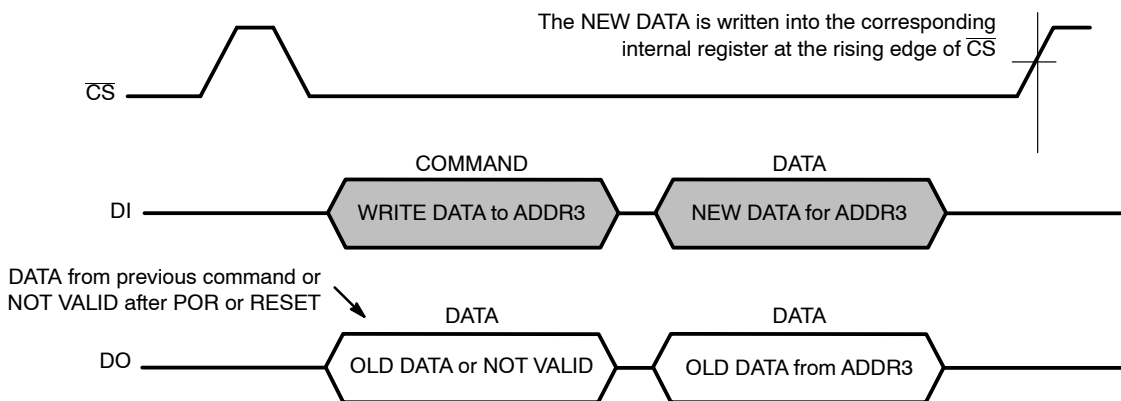 The NEW DATA is written into the corresponding
internal register at the rising edge of CS
CS
COMMAND
DATA
DI
WRITE DATA to ADDR3
NEW DATA for ADDR3
DATA from previous command or
NOT VALID after POR or RESET
DATA
DATA
DO
OLD DATA or NOT VALID
OLD DATA from ADDR3